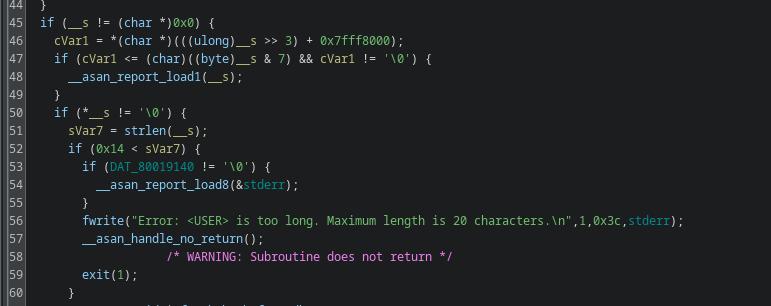 44 }
45 if (__s != (char *)0x0) {
46 cVar1 = *(char *)(((ulong)__s >> 3) + 0x7fff8000);
47 if (cVar1 <= (char)((byte)__s & 7) && cVar1 != '\0') {
48 __asan_report_load1(__s);
49 }
50 if (*__s != '\0') {
51 sVar7 = strlen(__s);
52 if (0x14 < sVar7) {
53 if (DAT_80019140 != '\0') {
54 __asan_report_load8(&stderr);
55 }
56 fwrite("Error: <USER> is too long. Maximum length is 20 characters.\n",1,0x3c,stderr);
57 __asan_handle_no_return();
58 /* WARNING: Subroutine does not return */
59 exit(1);
60 }